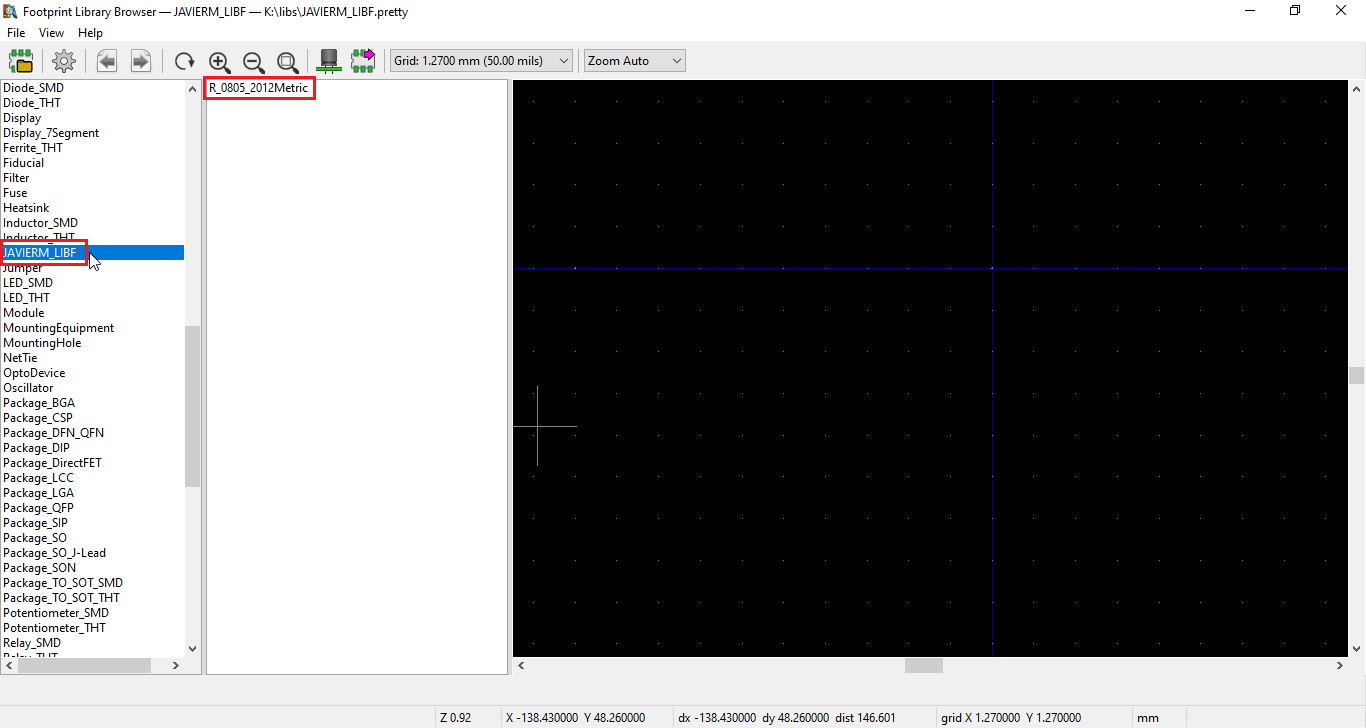 Footprint Library Browser — JAVIERM_LIBF — K:\libs\JAVIERM_LIBF.pretty
File View Help
Grid: 1.2700 mm (50.00 mils) Zoom Auto
Diode_SMD
Diode_THT
Display
Display_7Segment
Ferrite_THT
Fiducial
Filter
Fuse
Heatsink
Inductor_SMD
Inductor_THT
JAVIERM_LIBF
Jumper
LED_SMD
LED_THT
Module
MountingEquipment
MountingHole
NetTie
OptoDevice
Oscillator
Package_BGA
Package_CSP
Package_DFN_QFN
Package_DIP
Package_DirectFET
Package_LCC
Package_LGA
Package_QFP
Package_SIP
Package_SO
Package_SO_J-Lead
Package_SON
Package_TO_SOT_SMD
Package_TO_SOT_THT
Potentiometer_SMD
Potentiometer_THT
Relay_SMD
Relay_THT
R_0805_2012Metric
Z 0.92 X -138.430000 Y 48.260000 dx -138.430000 dy 48.260000 dist 146.601 grid X 1.270000 Y 1.270000 mm